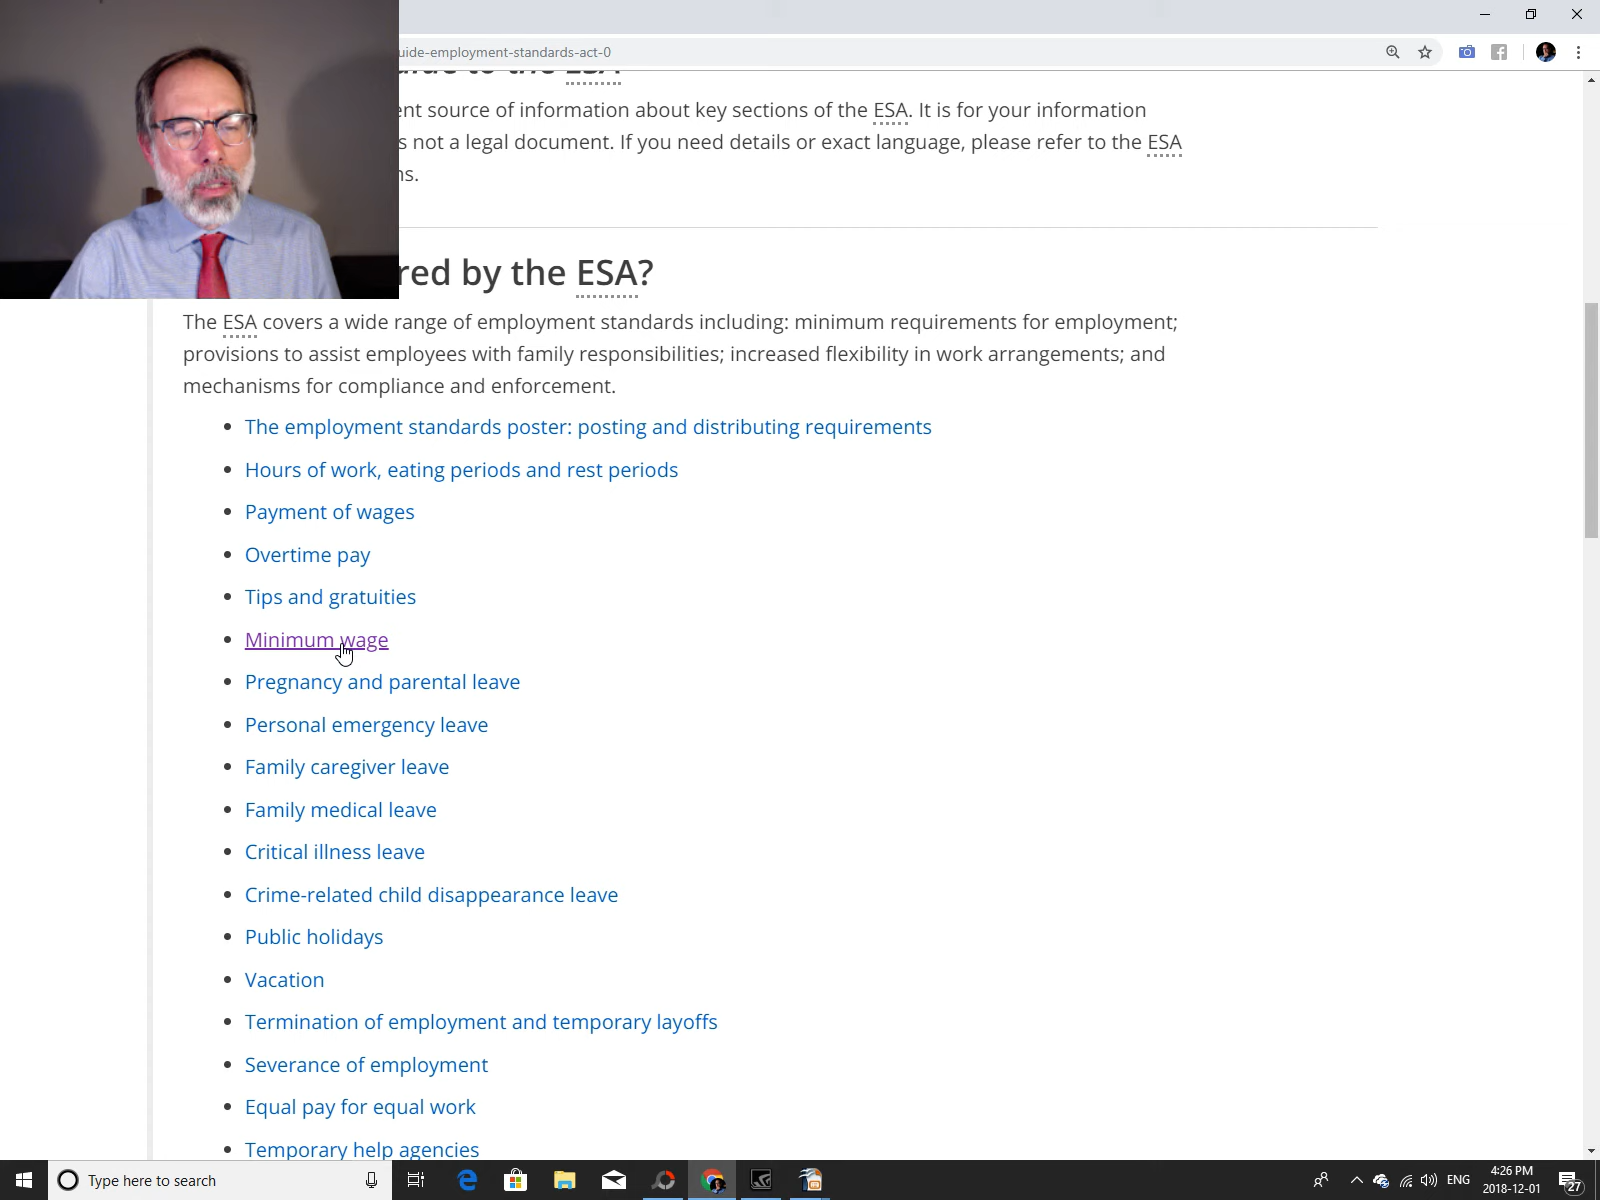 uide-employment-standards-act-0
ent source of information about key sections of the ESA. It is for your information
s not a legal document. If you need details or exact language, please refer to the ESA
ns.
red by the ESA?
The ESA covers a wide range of employment standards including: minimum requirements for employment;
provisions to assist employees with family responsibilities; increased flexibility in work arrangements; and
mechanisms for compliance and enforcement.
The employment standards poster: posting and distributing requirements
Hours of work, eating periods and rest periods
Payment of wages
Overtime pay
Tips and gratuities
Minimum wage
Pregnancy and parental leave
Personal emergency leave
Family caregiver leave
Family medical leave
Critical illness leave
Crime-related child disappearance leave
Public holidays
Vacation
Termination of employment and temporary layoffs
Severance of employment
Equal pay for equal work
Temporary help agencies
Type here to search
ENG
4:26 PM
2018-12-01
27